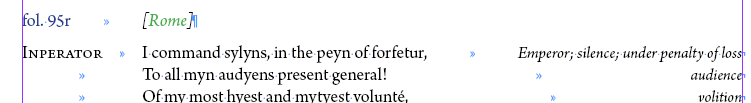 fol. 95r [Rome]
INPERATOR I command sylyns, in the peyn of forfetur, Emperor; silence; under penalty of loss
To all myn audyens present general! audience
Of my most hyest and mytyest volunté, volition